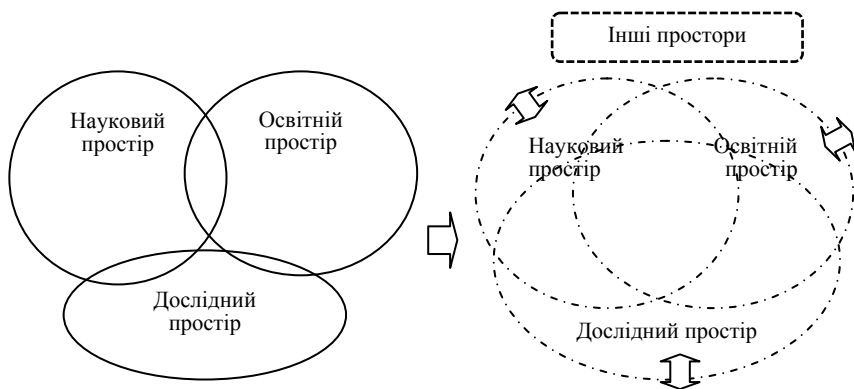 Науковий
простір
Освітній
простір
Дослідний
простір
Інші простори
Науковий
простір
Освітній
простір
Дослідний простір